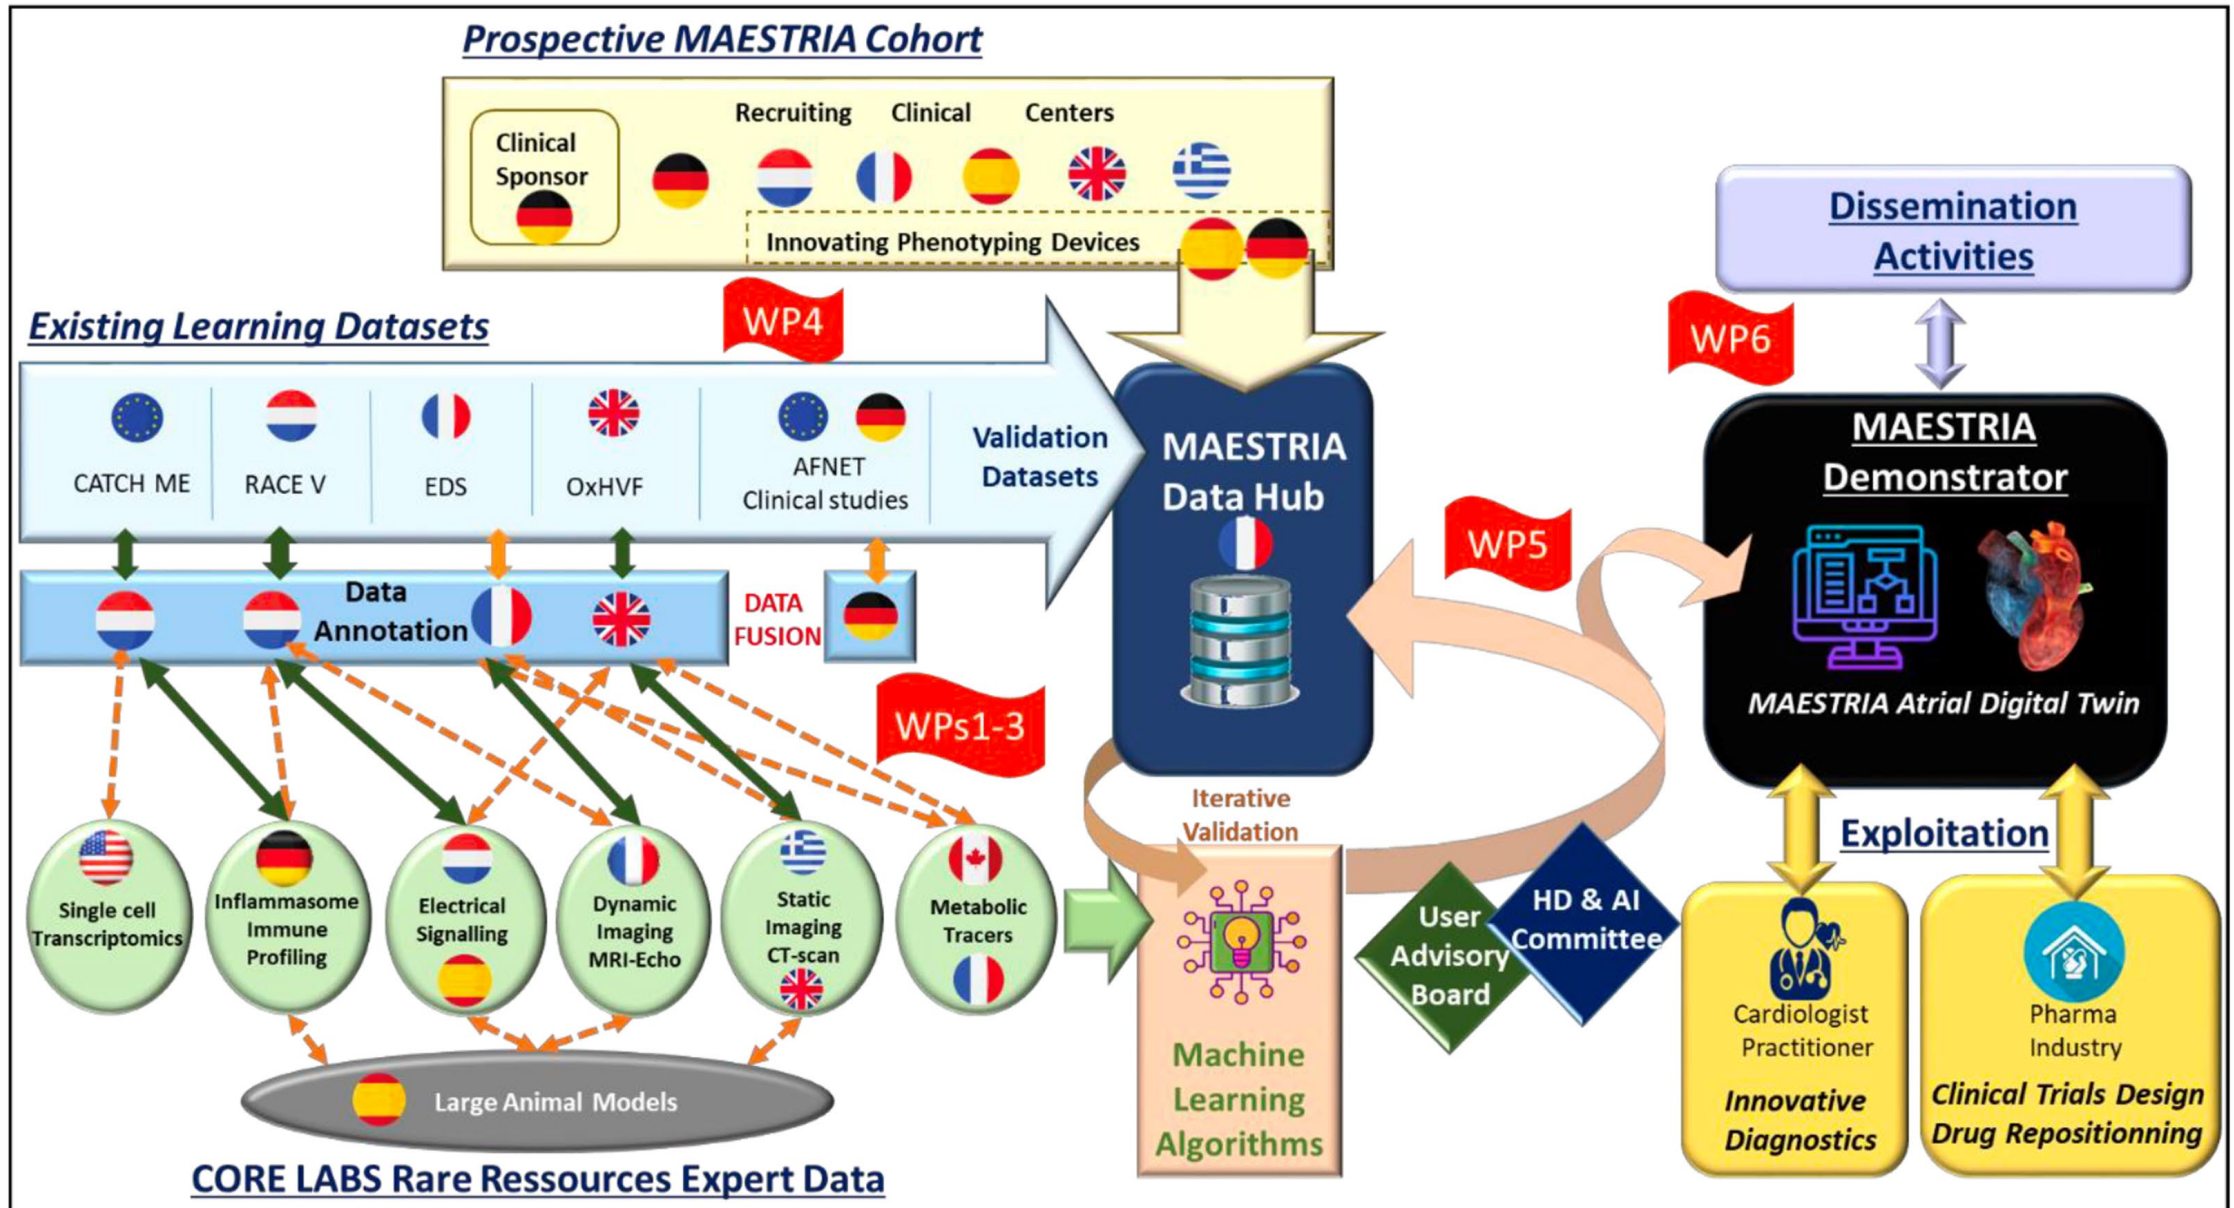 Prospective MAESTRIA Cohort
Recruiting Clinical Centers
Clinical
Sponsor
Innovating Phenotyping Devices
WP4
Existing Learning Datasets
CATCH ME
RACE V
EDS
OxHVF
AFNET
Clinical studies
Validation
Datasets
MAESTRIA
Data Hub
Data
Annotation
DATA
FUSION
WPs1-3
Single cell
Transcriptomics
Inflammasome
Immune
Profiling
Electrical
Signalling
Dynamic
Imaging
MRI-Echo
Static
Imaging
CT-scan
Metabolic
Tracers
Large Animal Models
CORE LABS Rare Ressources Expert Data
Iterative
Validation
Machine
Learning
Algorithms
WP5
User
Advisory
Board
HD & AI
Committee
WP6
Dissemination
Activities
MAESTRIA
Demonstrator
MAESTRIA Atrial Digital Twin
Exploitation
Cardiologist
Practitioner
Innovative
Diagnostics
Pharma
Industry
Clinical Trials Design
Drug Repositionning